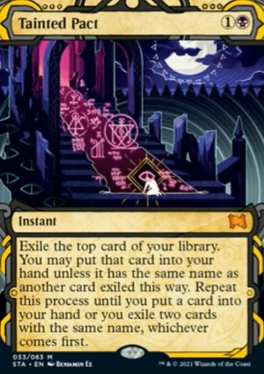 Tainted Pact 1
Instant
Exile the top card of your library.
You may put that card into your
hand unless it has the same name as
another card exiled this way. Repeat
this process until you put a card into
your hand or you exile two cards
with the same name, whichever
comes first.
033/063 M
STA • EN Benjamin Ee
™ & © 2021 Wizards of the Coast